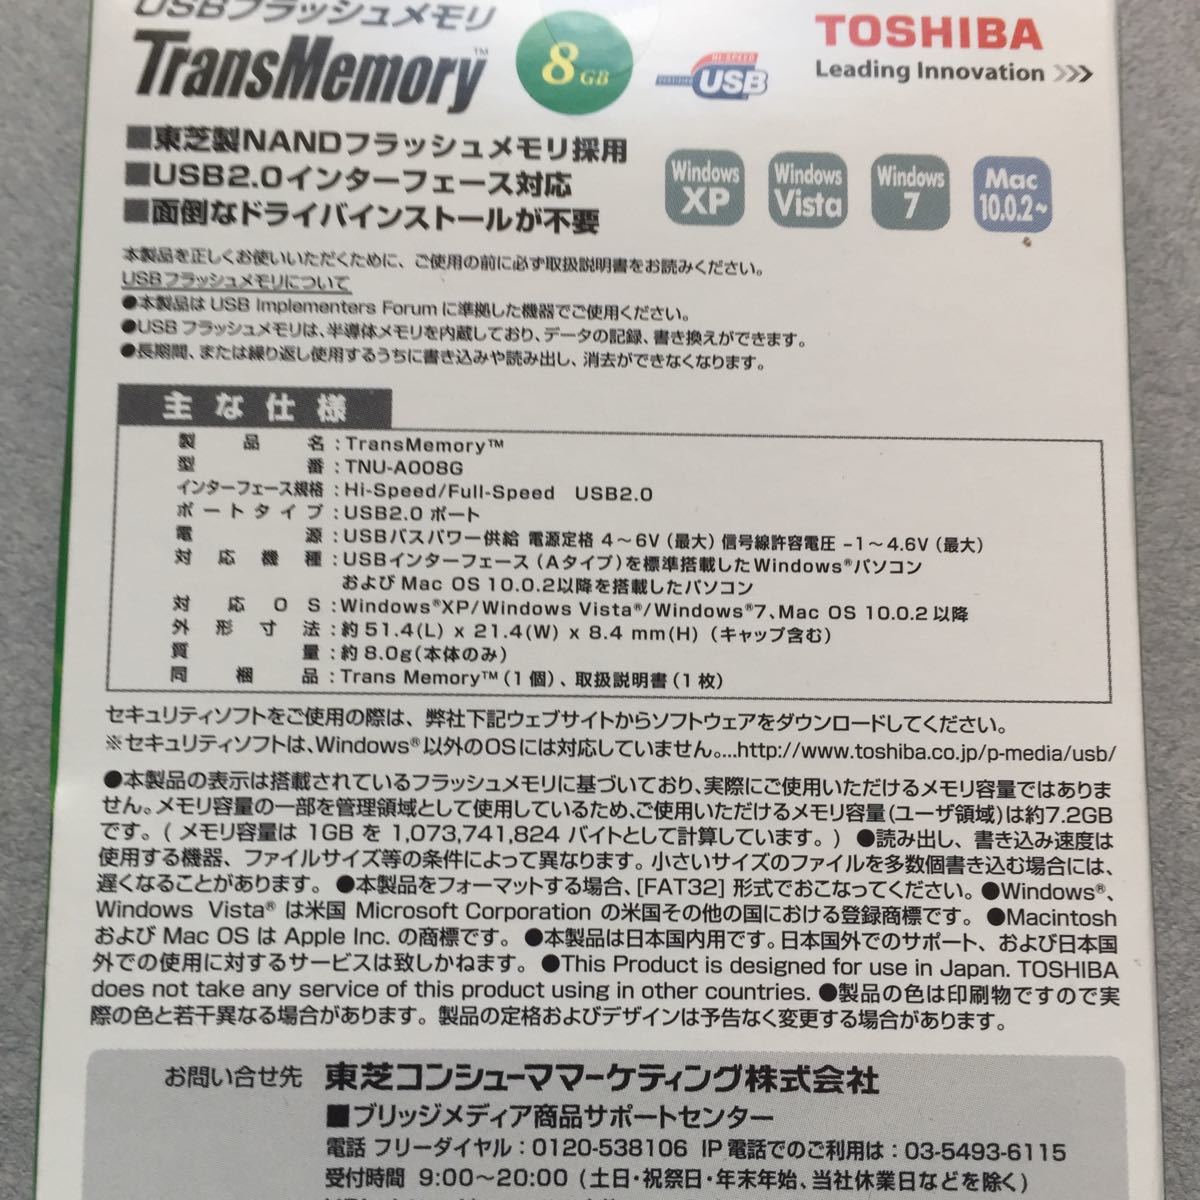 USBフラッシュメモリ
TransMemory™
8GB
HI-SPEED
CERTIFIED
USB
TOSHIBA
Leading Innovation >>>
■東芝製NANDフラッシュメモリ採用
■USB2.0インターフェース対応
■面倒なドライバインストールが不要
Windows XP
Windows Vista
Windows 7
Mac 10.0.2~
本製品を正しくお使いいただくために、ご使用の前に必ず取扱説明書をお読みください。
USBフラッシュメモリについて
●本製品は USB Implementers Forum に準拠した機器でご使用ください。
●USB フラッシュメモリは、半導体メモリを内蔵しており、データの記録、書き換えができます。
●長期間、または繰り返し使用するうちに書き込みや読み出し、消去ができなくなります。
主な仕様
製品名:TransMemory™
型番:TNU-A008G
インターフェース規格:Hi-Speed/Full-Speed USB2.0
ポートタイプ:USB2.0 ポート
電源:USBバスパワー供給 電源定格 4～6V (最大) 信号線許容電圧 -1～4.6V (最大)
対応機種:USBインターフェース (Aタイプ) を標準搭載したWindows®パソコン
および Mac OS 10.0.2以降を搭載したパソコン
対応OS:Windows®XP/Windows Vista®/Windows®7、Mac OS 10.0.2 以降
外形寸法:約 51.4(L) x 21.4(W) x 8.4 mm(H) (キャップ含む)
質量:約 8.0g(本体のみ)
同梱品:Trans Memory™(1個)、取扱説明書(1枚)
セキュリティソフトをご使用の際は、弊社下記ウェブサイトからソフトウェアをダウンロードしてください。
※セキュリティソフトは、Windows®以外のOSには対応していません。...http://www.toshiba.co.jp/p-media/usb/
●本製品の表示は搭載されているフラッシュメモリに基づいており、実際にご使用いただけるメモリ容量ではありま
せん。メモリ容量の一部を管理領域として使用しているため、ご使用いただけるメモリ容量(ユーザ領域)は約7.2GB
です。( メモリ容量は 1GB を 1,073,741,824 バイトとして計算しています。) ●読み出し、書き込み速度は
使用する機器、ファイルサイズ等の条件によって異なります。小さいサイズのファイルを多数個書き込む場合には、
遅くなることがあります。●本製品をフォーマットする場合、[FAT32] 形式でおこなってください。●Windows®、
Windows Vista® は米国 Microsoft Corporation の米国その他の国における登録商標です。●Macintosh
および Mac OS は Apple Inc. の商標です。●本製品は日本国内用です。日本国外でのサポート、および日本国
外での使用に対するサービスは致しかねます。●This Product is designed for use in Japan. TOSHIBA
does not take any service of this product using in other countries. ●製品の色は印刷物ですので実
際の色と若干異なる場合があります。製品の定格およびデザインは予告なく変更する場合があります。
お問い合せ先 東芝コンシューママーケティング株式会社
■ブリッジメディア商品サポートセンター
電話 フリーダイヤル:0120-538106 IP電話でのご利用は:03-5493-6115
受付時間 9:00～20:00 (土日・祝祭日・年末年始、当社休業日などを除く)